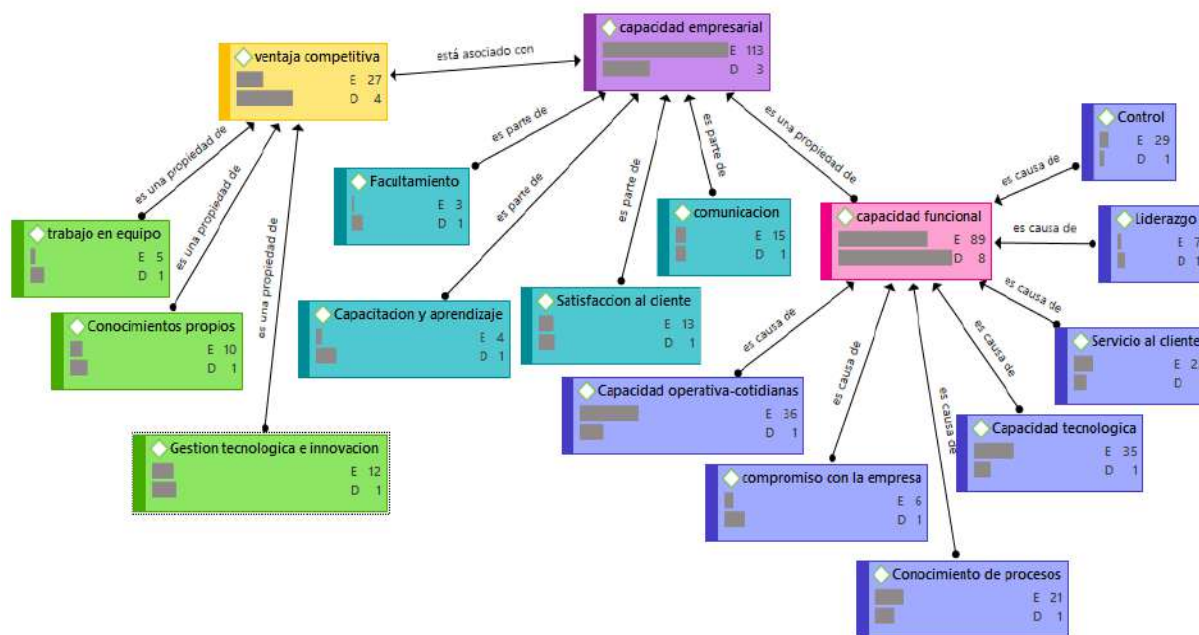 capacidad empresarial
E 113
D 3
ventaja competitiva
E 27
D 4
está asociado con
Control
E 29
D 1
es causa de
Facultamiento
E 3
D 1
es parte de
es parte de
es parte de
es parte de
es una propiedad de
comunicacion
E 15
D 1
capacidad funcional
E 89
D 8
Liderazgo
E 7
D 1
es causa de
trabajo en equipo
E 5
D 1
es una propiedad de
es una propiedad de
es una propiedad de
Conocimientos propios
E 10
D 1
Capacitacion y aprendizaje
E 4
D 1
Satisfaccion al cliente
E 13
D 1
Servicio al cliente
E 2
D
es causa de
es causa de
es causa de
es causa de
es causa de
Capacidad operativa-cotidianas
E 36
D 1
Capacidad tecnologica
E 35
D 1
Gestion tecnologica e innovacion
E 12
D 1
compromiso con la empresa
E 6
D 1
Conocimiento de procesos
E 21
D 1